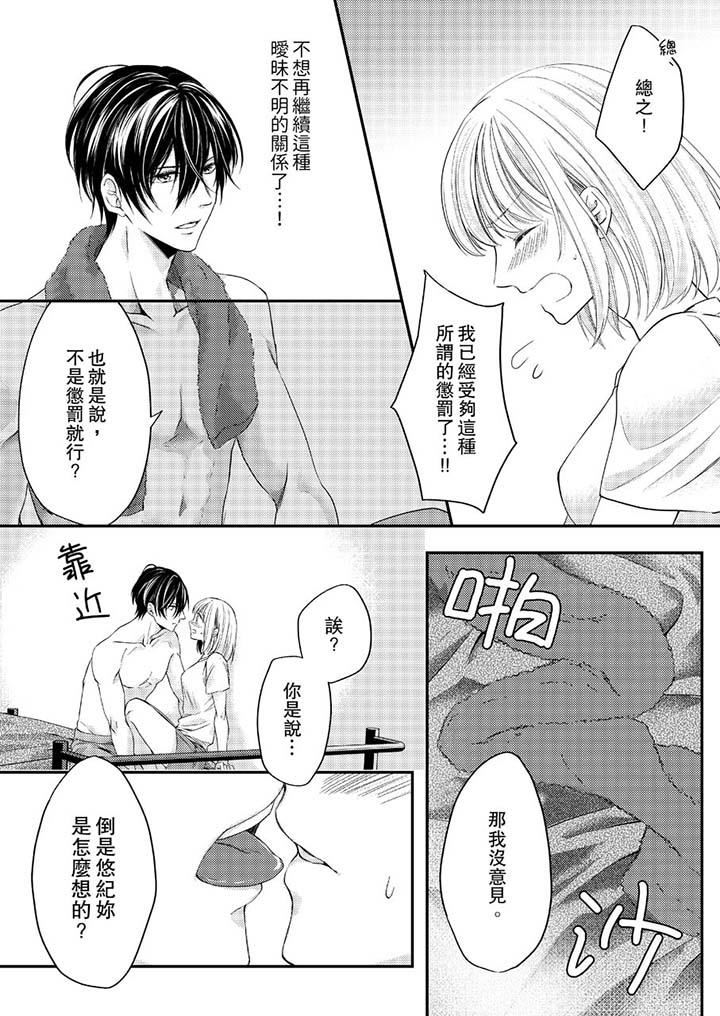 總之！
總
我已經受夠這種
所謂的懲罰了…!!
不想再繼續這種
曖昧不明的關係了…！
也就是說，
不是懲罰就行？
啪
那我沒意見。
沙
靠近
誒？
你是說…
倒是悠紀妳
是怎麼想的？